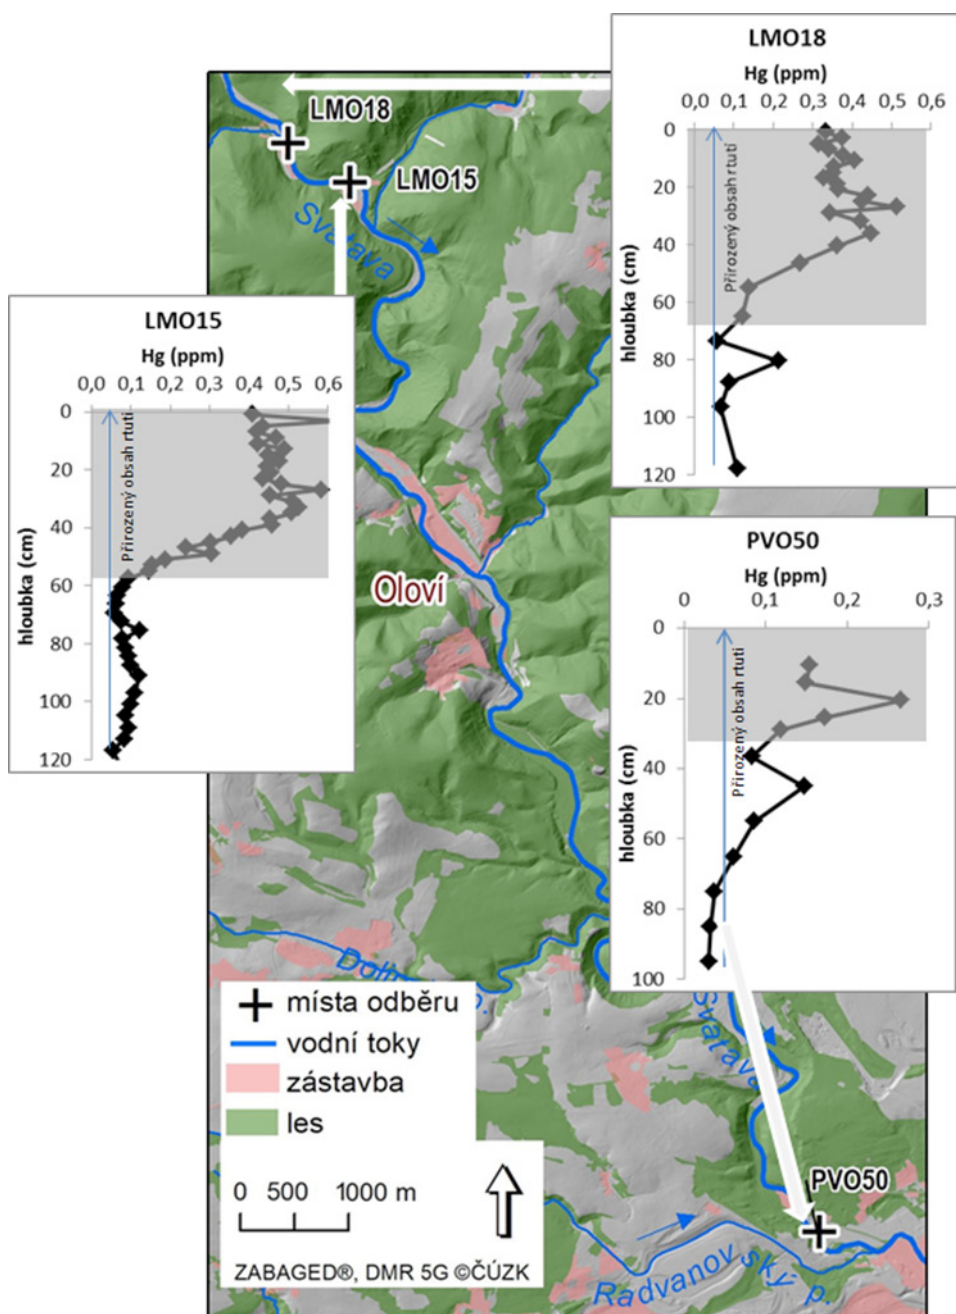 LMO18
Hg (ppm)
0,0 0,1 0,2 0,3 0,4 0,5 0,6
0
20
40
60
80
100
120
hloubka (cm)
Přirozený obsah rtuti
LMO18
LMO15
Svatava
LMO15
Hg (ppm)
0,0 0,1 0,2 0,3 0,4 0,5 0,6
0
20
40
60
80
100
120
hloubka (cm)
Přirozený obsah rtuti
Oloví
PVO50
Hg (ppm)
0 0,1 0,2 0,3
0
20
40
60
80
100
hloubka (cm)
Přirozený obsah rtuti
p.
Svatava
místa odběru
vodní toky
zástavba
les
0 500 1000 m
ZABAGED®, DMR 5G ©ČÚZK
PVO50
Radvanovský p.